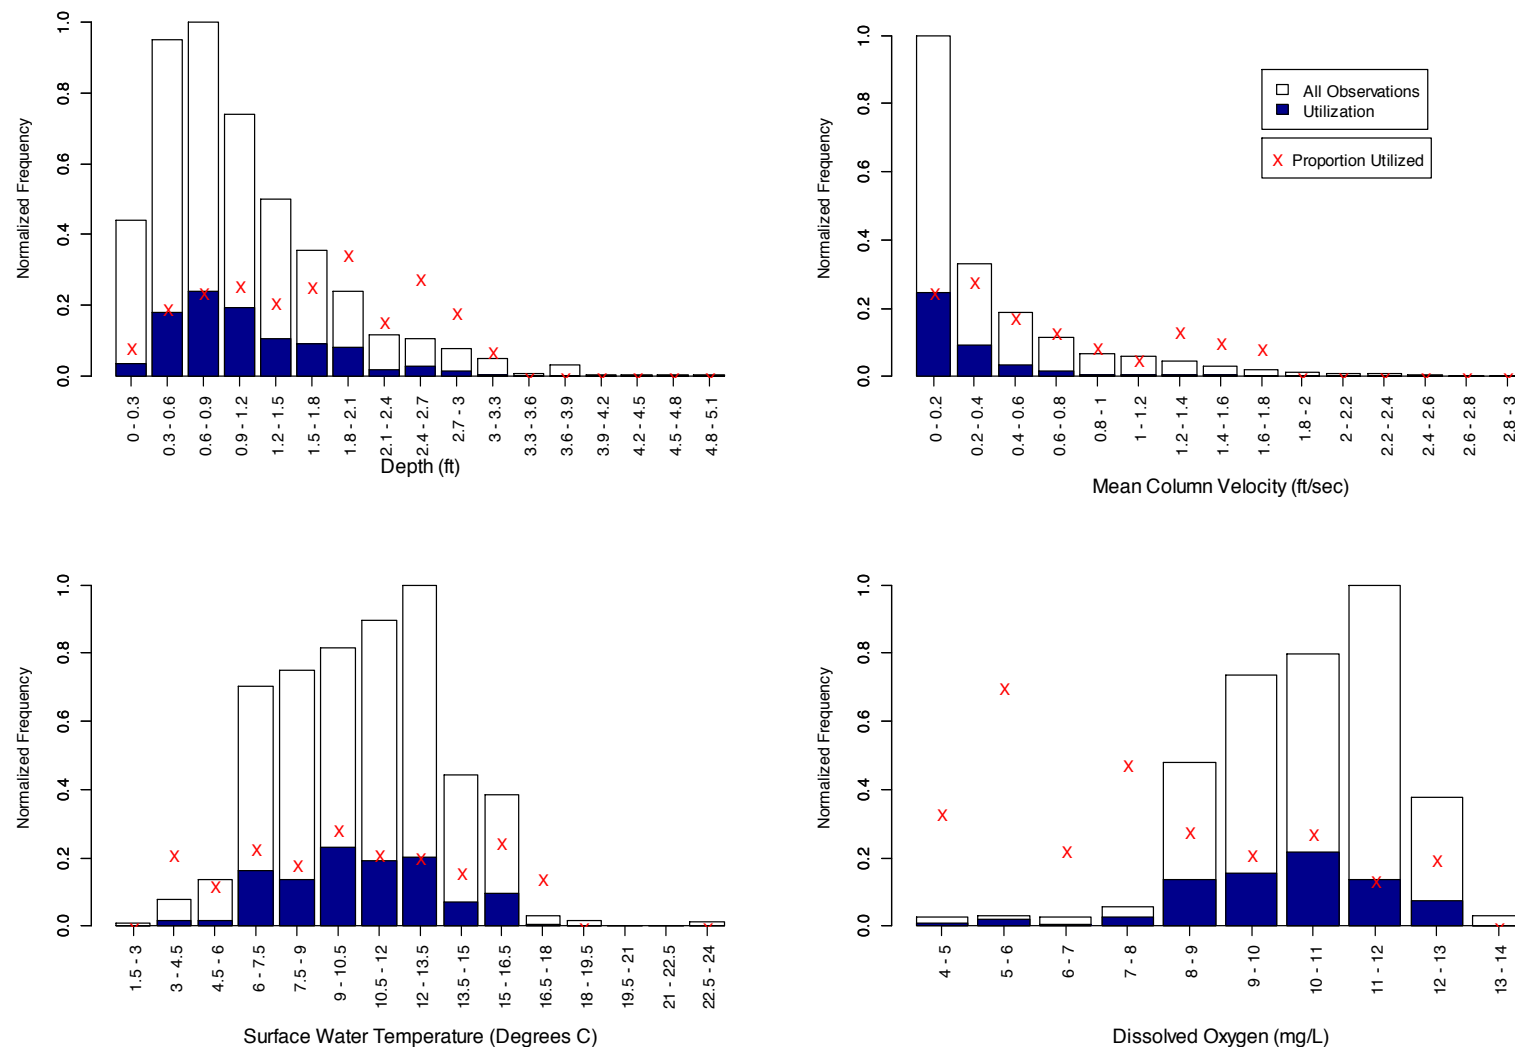 Normalized Frequency
0.0 0.2 0.4 0.6 0.8 1.0
0 - 0.3
0.3 - 0.6
0.6 - 0.9
0.9 - 1.2
1.2 - 1.5
1.5 - 1.8
1.8 - 2.1
2.1 - 2.4
2.4 - 2.7
2.7 - 3
3 - 3.3
3.3 - 3.6
3.6 - 3.9
3.9 - 4.2
4.2 - 4.5
4.5 - 4.8
4.8 - 5.1
Depth (ft)
Normalized Frequency
0.0 0.2 0.4 0.6 0.8 1.0
All Observations
Utilization
X Proportion Utilized
0 - 0.2
0.2 - 0.4
0.4 - 0.6
0.6 - 0.8
0.8 - 1
1 - 1.2
1.2 - 1.4
1.4 - 1.6
1.6 - 1.8
1.8 - 2
2 - 2.2
2.2 - 2.4
2.4 - 2.6
2.6 - 2.8
2.8 - 3
Mean Column Velocity (ft/sec)
Normalized Frequency
0.0 0.2 0.4 0.6 0.8 1.0
1.5 - 3
3 - 4.5
4.5 - 6
6 - 7.5
7.5 - 9
9 - 10.5
10.5 - 12
12 - 13.5
13.5 - 15
15 - 16.5
16.5 - 18
18 - 19.5
19.5 - 21
21 - 22.5
22.5 - 24
Surface Water Temperature (Degrees C)
Normalized Frequency
0.0 0.2 0.4 0.6 0.8 1.0
4 - 5
5 - 6
6 - 7
7 - 8
8 - 9
9 - 10
10 - 11
11 - 12
12 - 13
13 - 14
Dissolved Oxygen (mg/L)